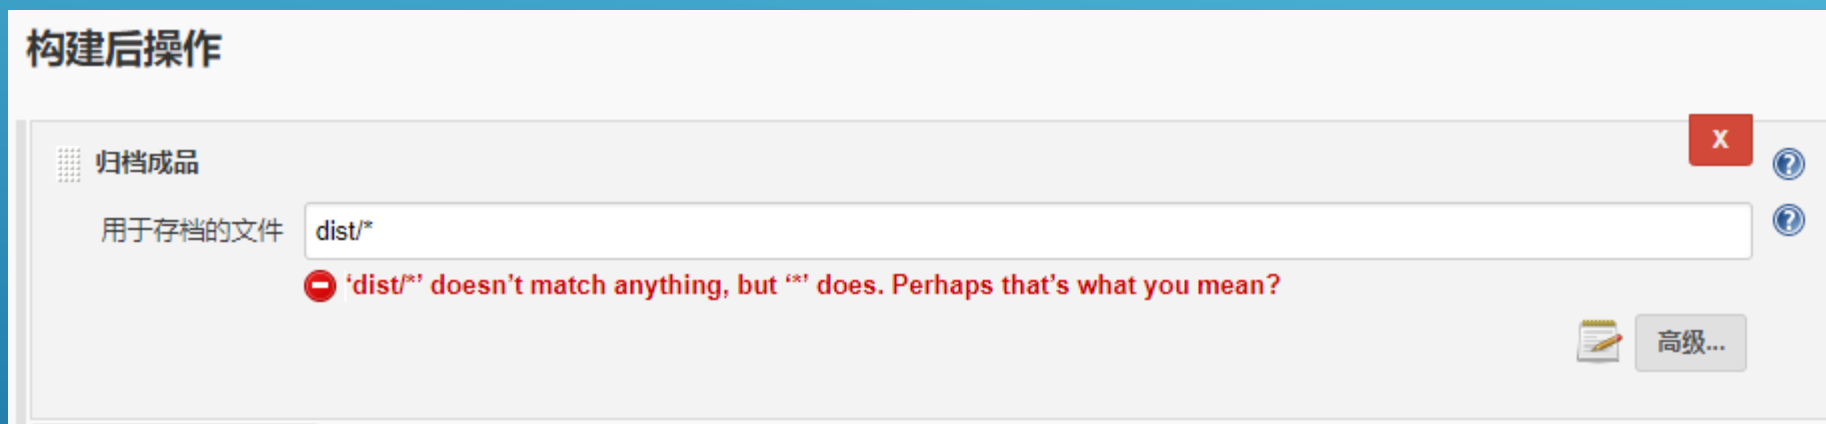 构建后操作
X
归档成品
?
用于存档的文件 dist/*
?
‘dist/*’ doesn’t match anything, but ‘*’ does. Perhaps that’s what you mean?
高级...